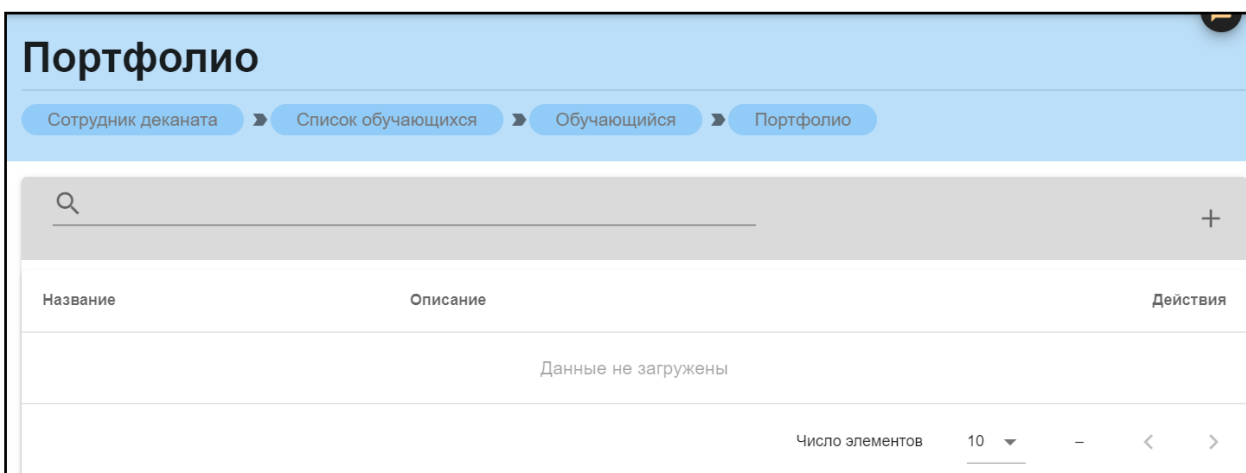 Портфолио
Сотрудник деканата Список обучающихся Обучающийся Портфолио
Название Описание Действия
Данные не загружены
Число элементов 10 –